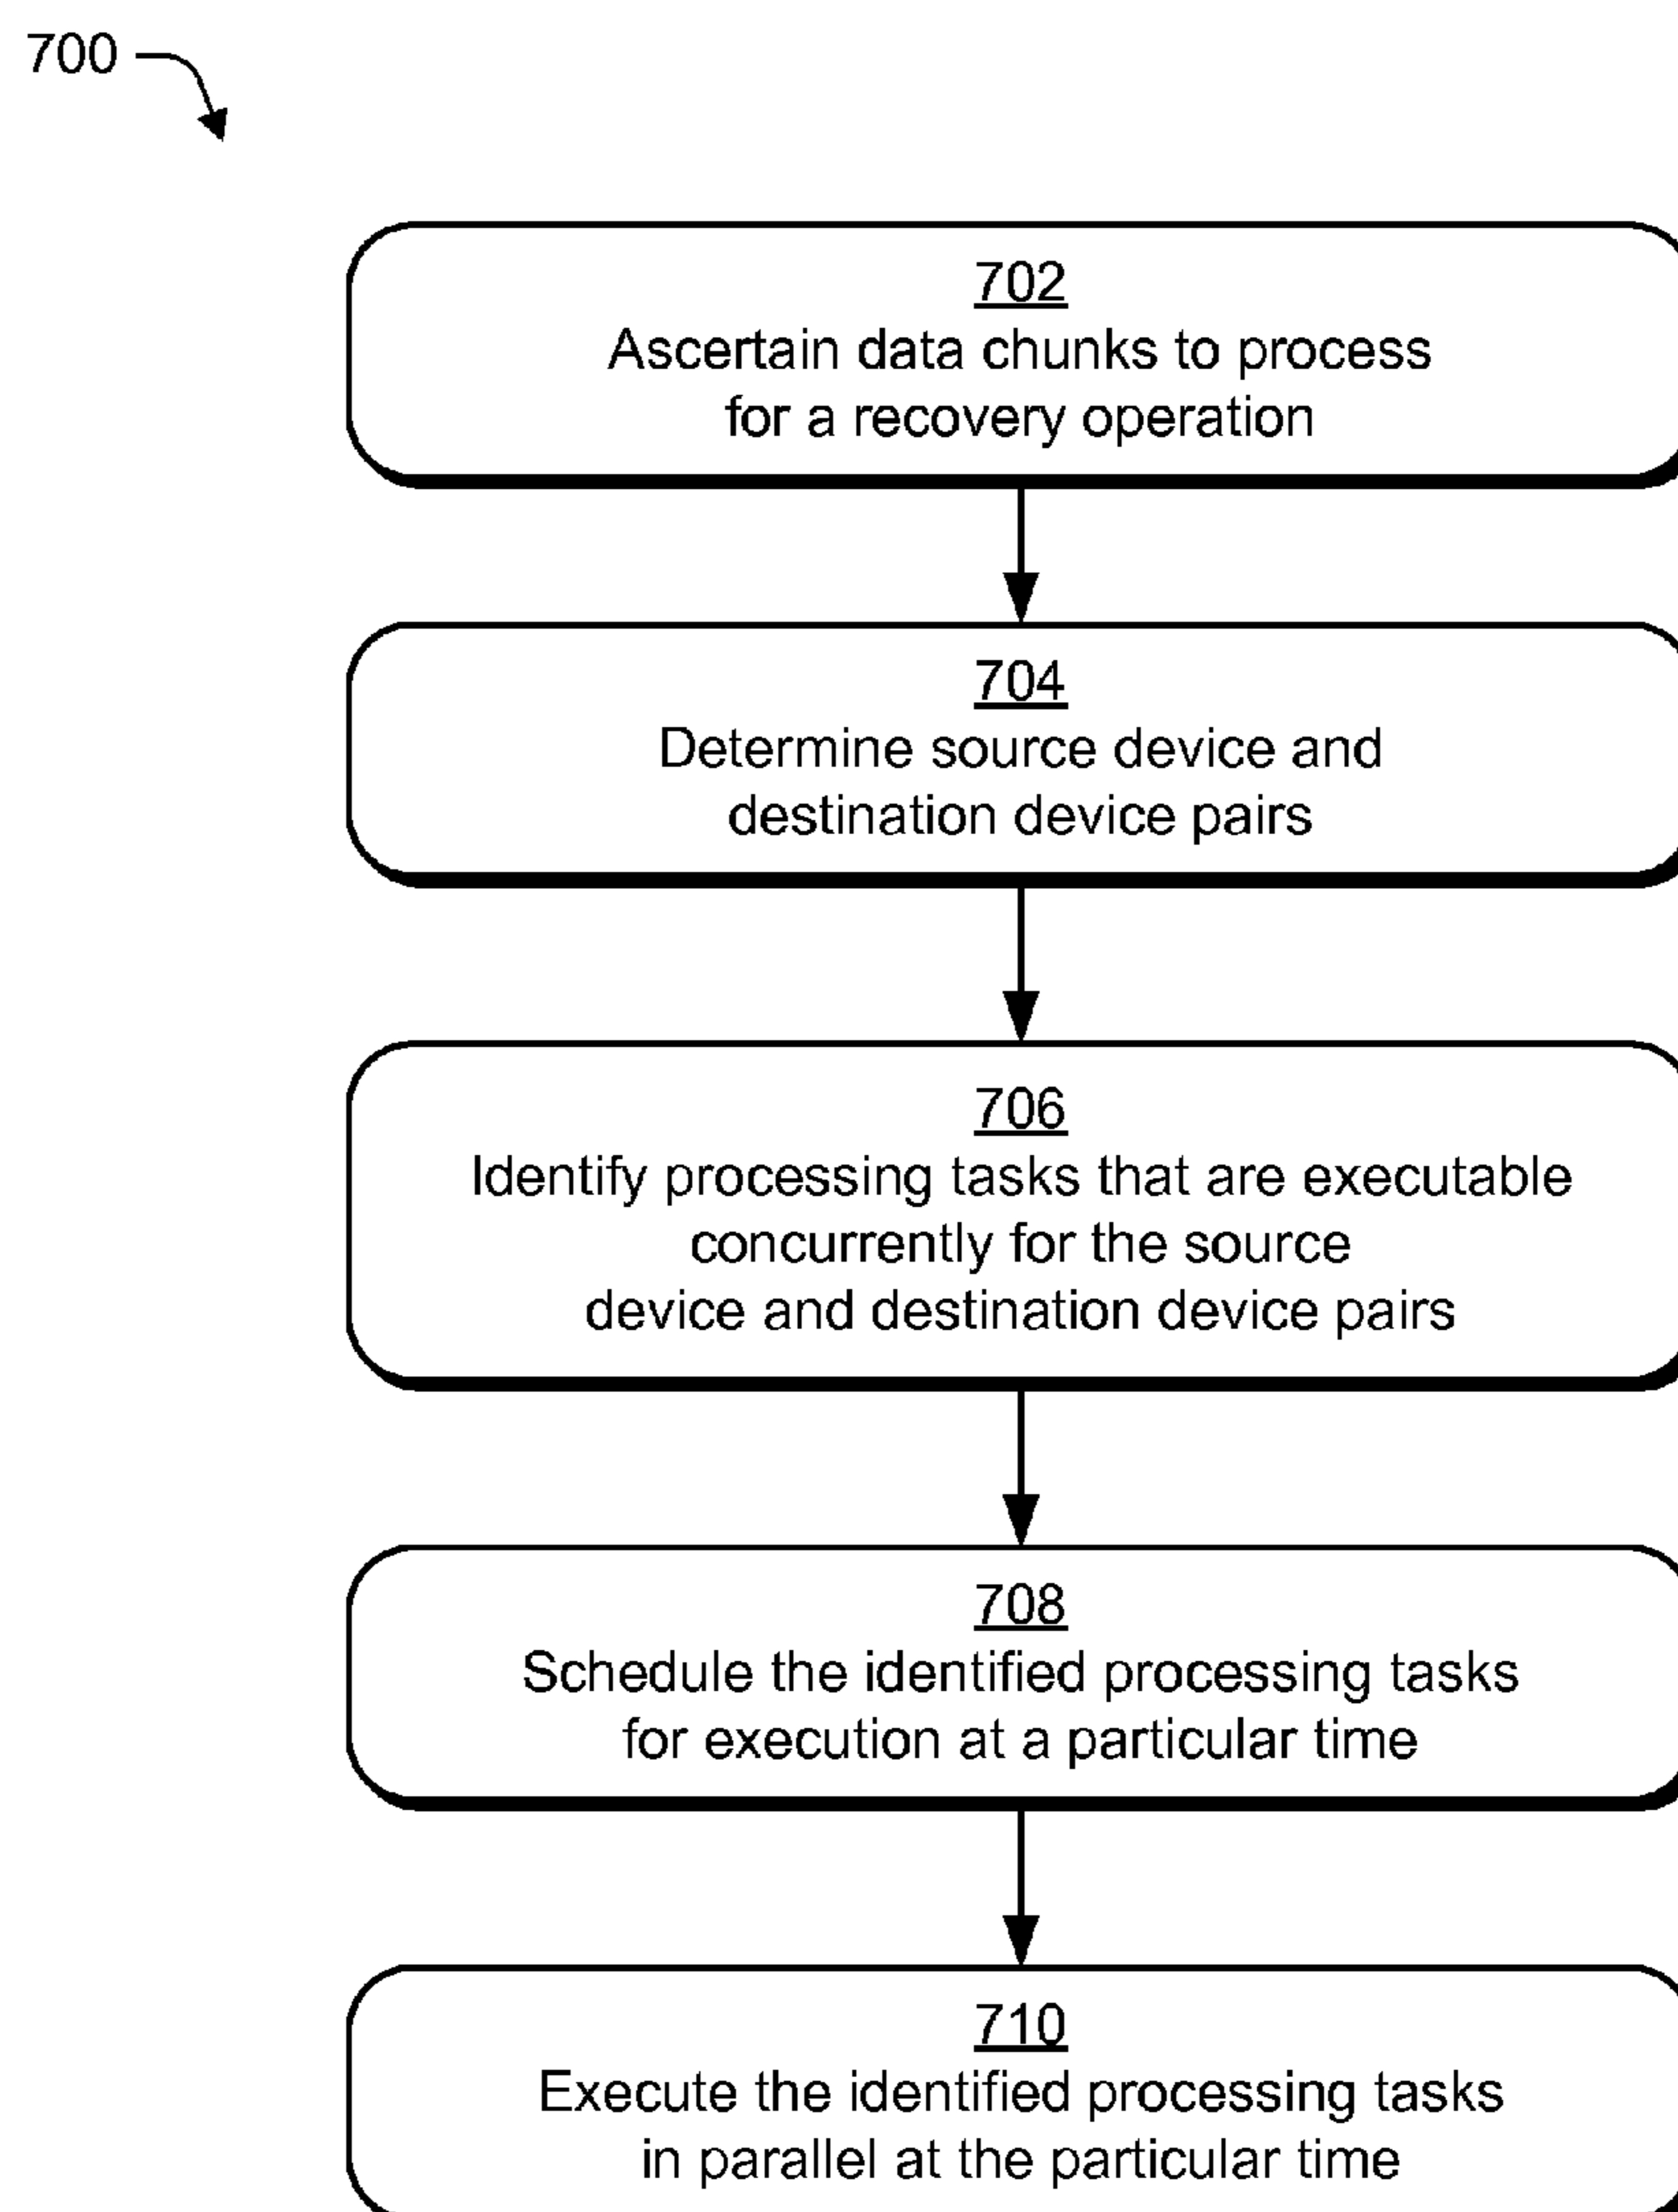 700
702
Ascertain data chunks to process
for a recovery operation
704
Determine source device and
destination device pairs
706
Identify processing tasks that are executable
concurrently for the source
device and destination device pairs
708
Schedule the identified processing tasks
for execution at a particular time
710
Execute the identified processing tasks
in parallel at the particular time